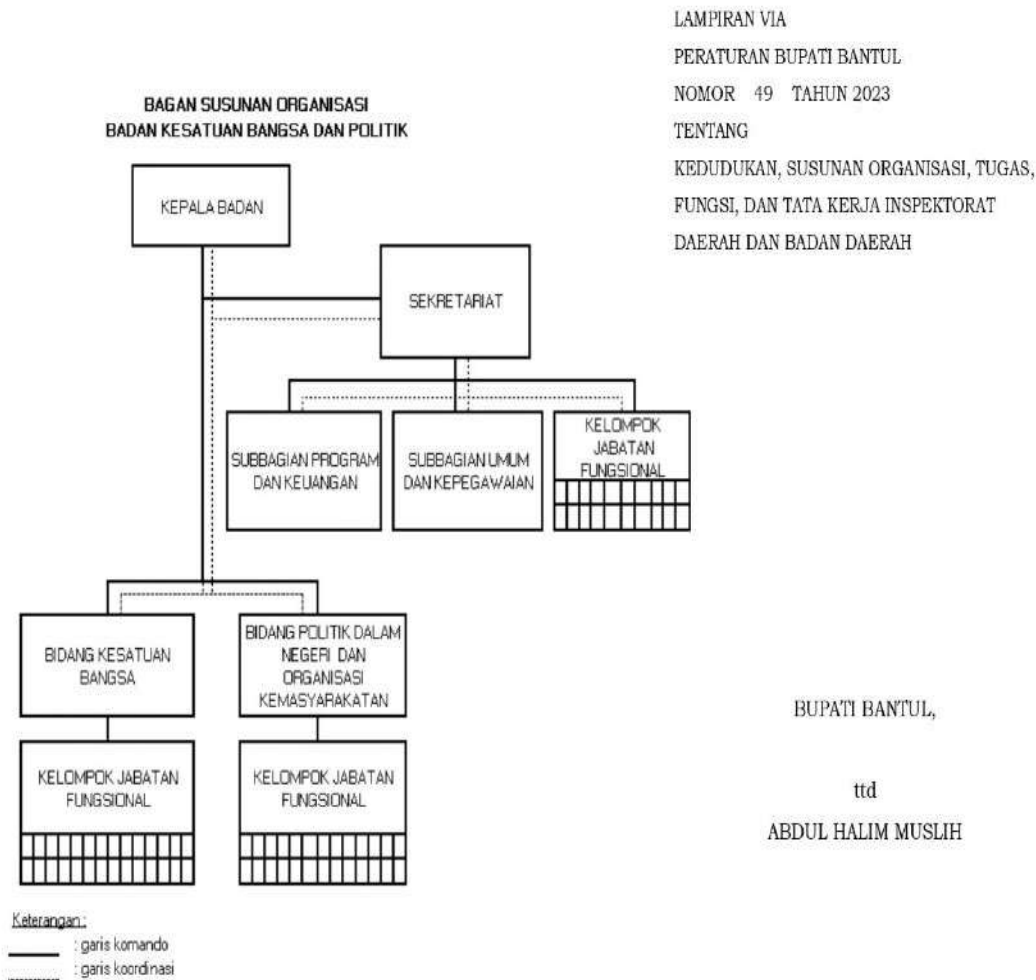 LAMPIRAN VIA
PERATURAN BUPATI BANTUL
NOMOR 49 TAHUN 2023
TENTANG
KEDUDUKAN, SUSUNAN ORGANISASI, TUGAS,
FUNGSI, DAN TATA KERJA INSPEKTORAT
DAERAH DAN BADAN DAERAH
BAGAN SUSUNAN ORGANISASI
BADAN KESATUAN BANGSA DAN POLITIK
KEPALA BADAN
SEKRETARIAT
SUBBAGIAN PROGRAM
DAN KEUANGAN
SUBBAGIAN UMUM
DAN KEPEGAWAIAN
KELOMPOK
JABATAN
FUNGSIONAL
BIDANG KESATUAN
BANGSA
BIDANG POLITIK DALAM
NEGERI DAN
ORGANISASI
KEMASYARAKATAN
KELOMPOK JABATAN
FUNGSIONAL
KELOMPOK JABATAN
FUNGSIONAL
Keterangan :
: garis komando
: garis koordinasi
BUPATI BANTUL,
ttd
ABDUL HALIM MUSLIH